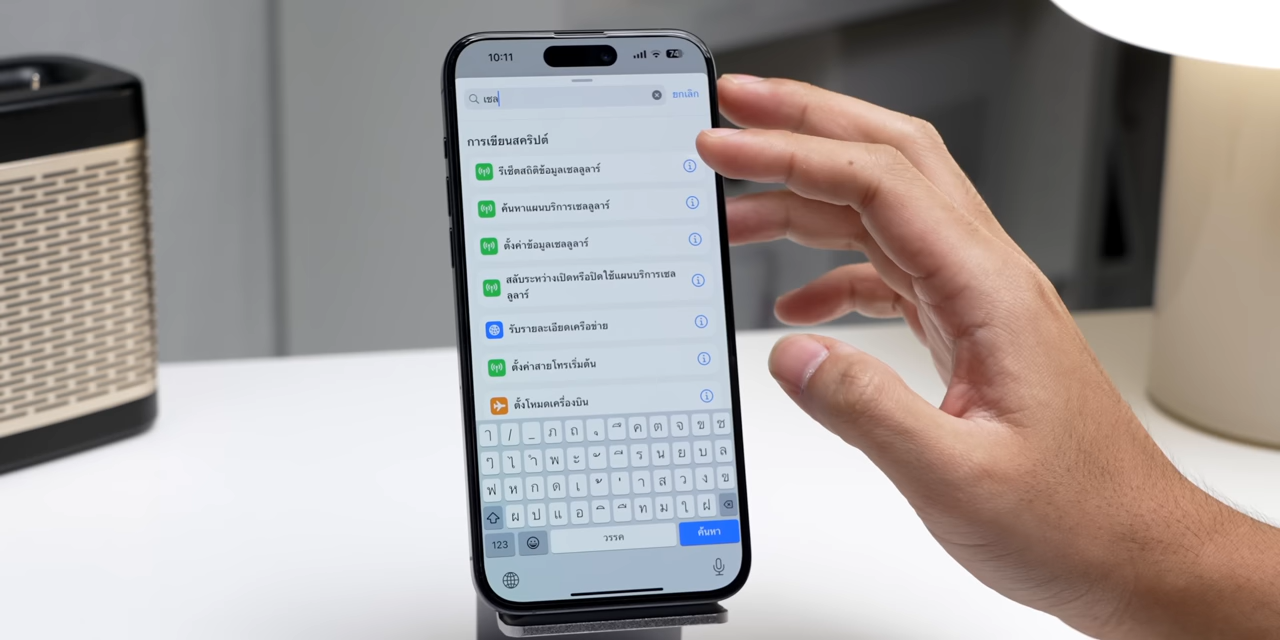 10:11
74
เซล
ยกเลิก
การเขียนสคริปต์
รีเซ็ตสถิติข้อมูลเซลลูลาร์
ค้นหาแผนบริการเซลลูลาร์
ตั้งค่าข้อมูลเซลลูลาร์
สลับระหว่างเปิดหรือปิดใช้แผนบริการเซล
ลูลาร์
รับรายละเอียดเครือข่าย
ตั้งค่าสายโทรเริ่มต้น
ตั้งโหมดเครื่องบิน
/ _ ภ ถ ุ ึ ค ต จ ข ช
ๆ ไ ำ พ ะ ั ี ร น ย บ ล
ฟ ห ก ด เ ้ ่ า ส ว ง
ผ ป แ อ ิ ื ท ม ใ ฝ
123
วรรค
ค้นหา